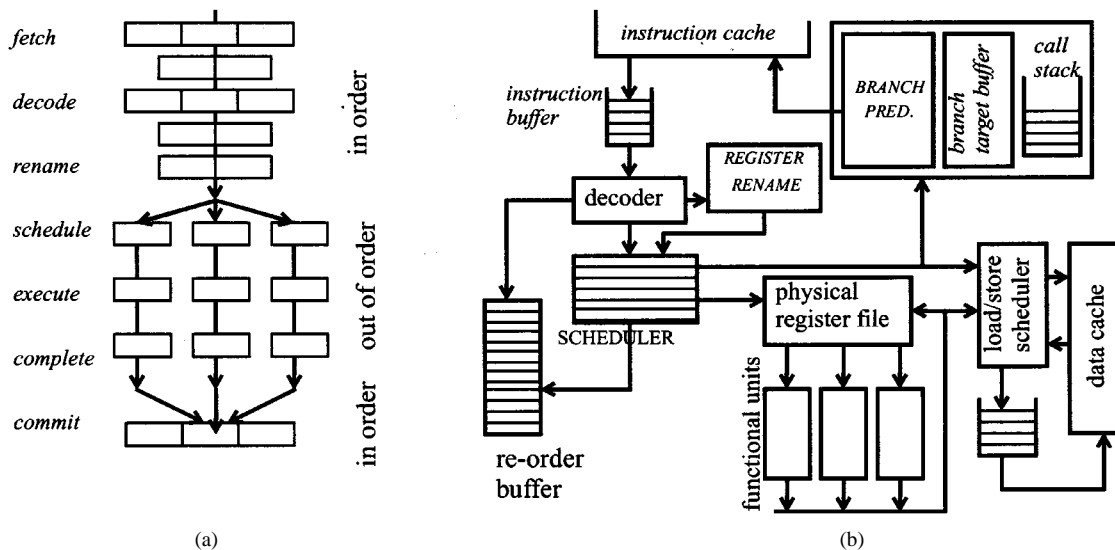 fetch
decode
rename
schedule
execute
complete
commit
in order
out of order
in order
(a)
instruction cache
instruction
buffer
BRANCH
PRED.
branch
target buffer
call
stack
decoder
REGISTER
RENAME
SCHEDULER
physical
register file
load/store
scheduler
data cache
functional units
re-order
buffer
(b)